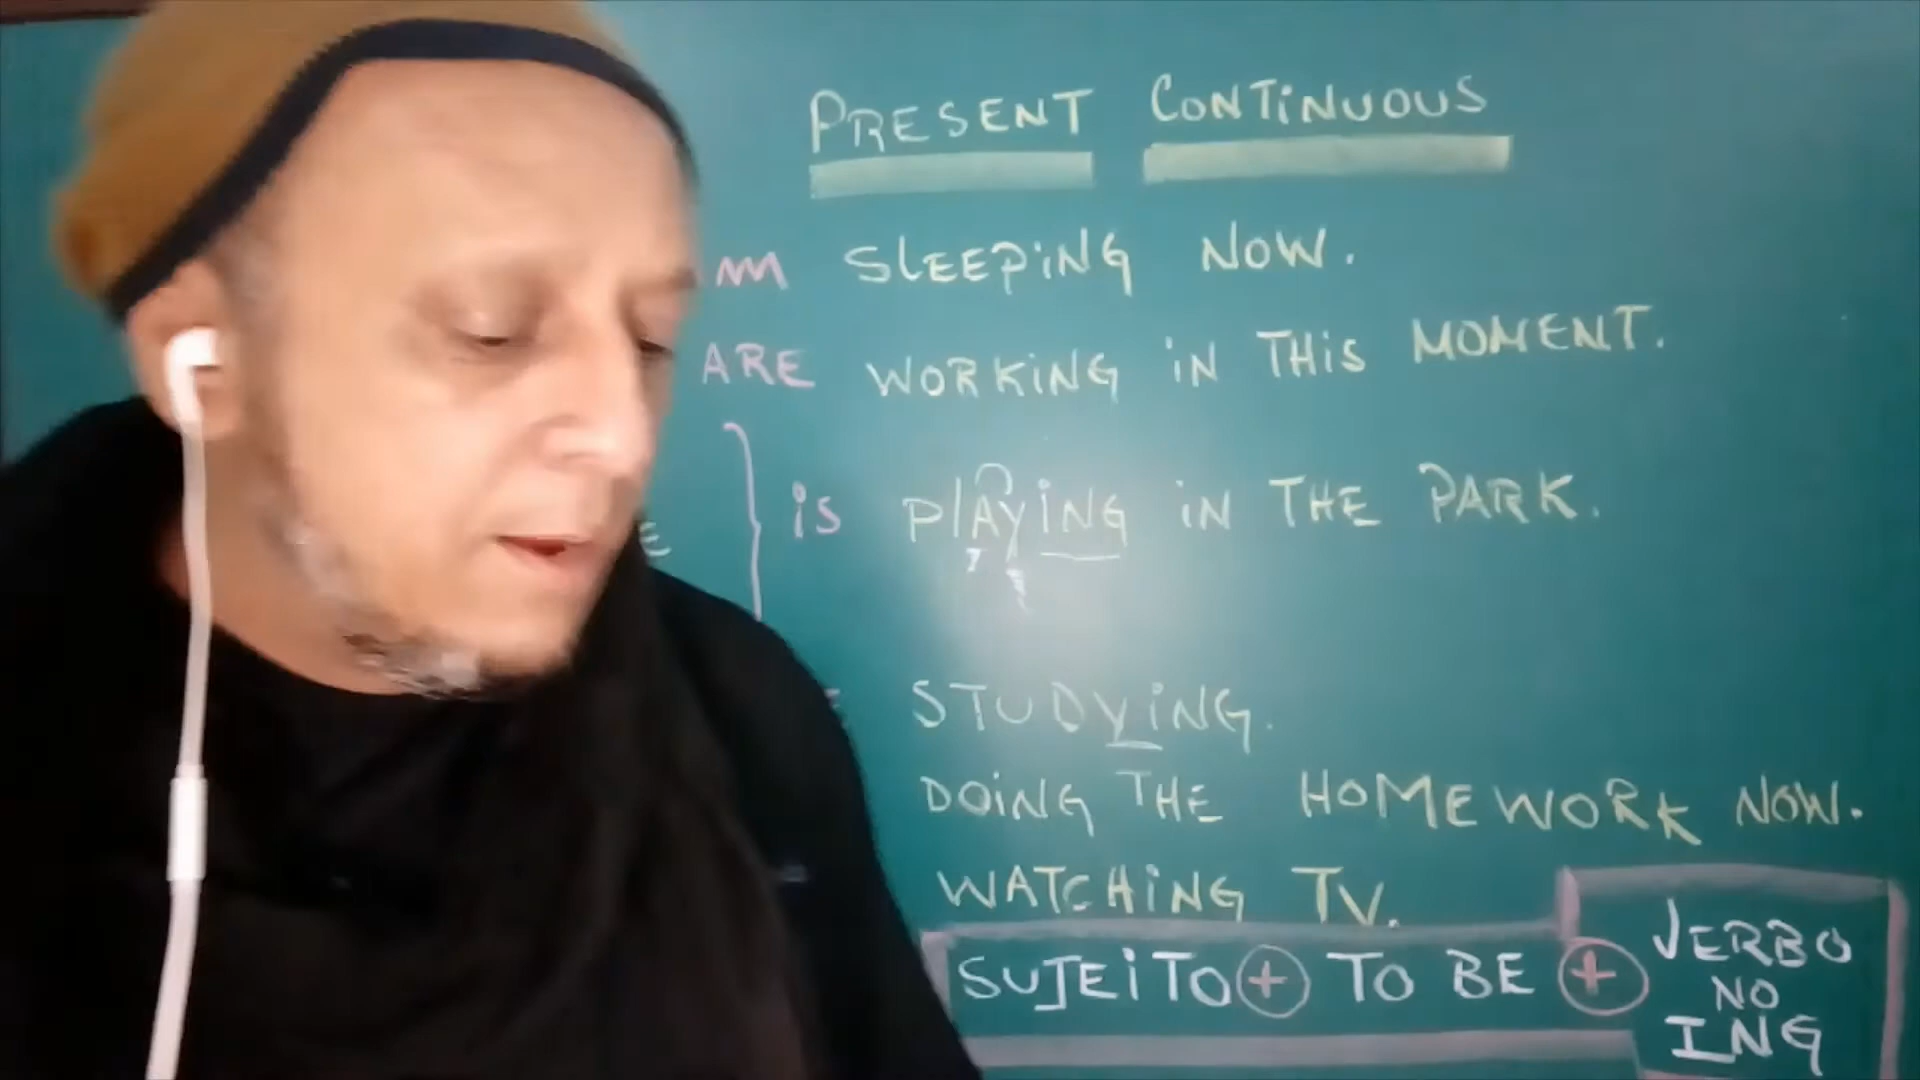 PRESENT CONTINUOUS
SLEEPING NOW.
ARE WORKING IN THIS MOMENT.
is PlAYING IN THE PARK.
STUDYING.
DOING THE HOMEWORK NOW.
WATCHING TV.
SUJEITO + TO BE + VERBO
NO
ING